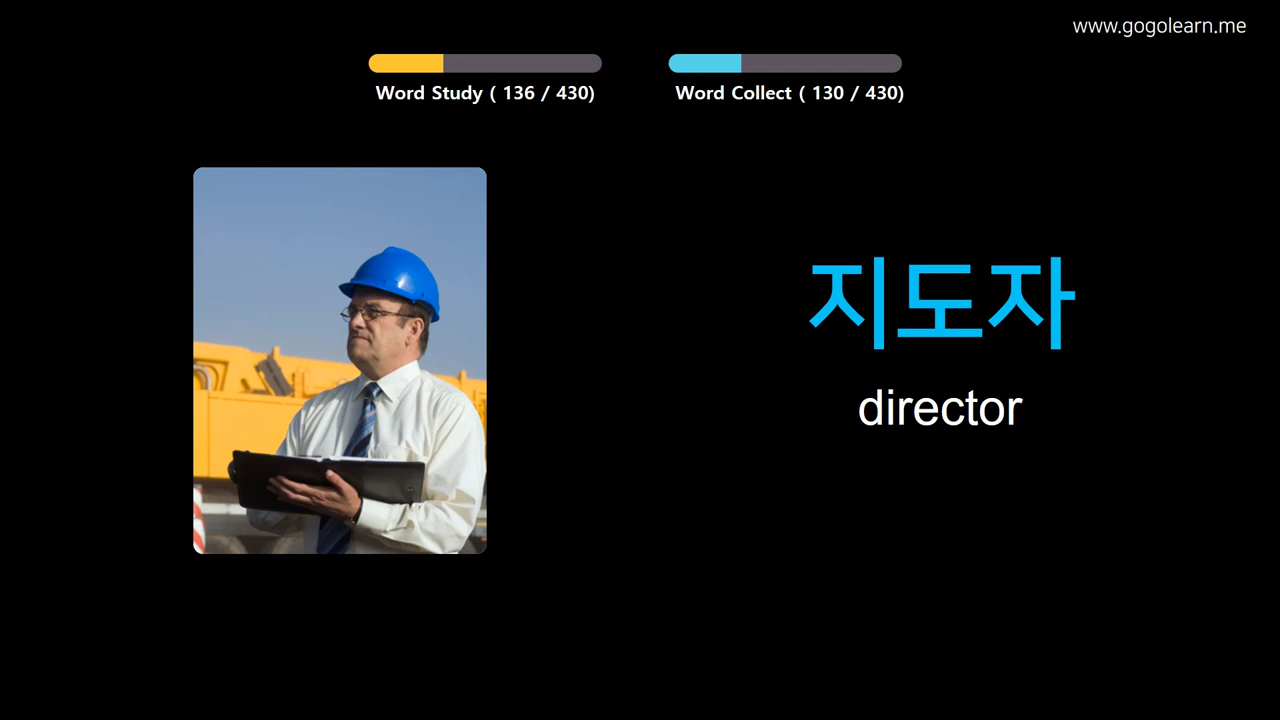 www.gogolearn.me
Word Study ( 136 / 430)
Word Collect ( 130 / 430)
지도자
director